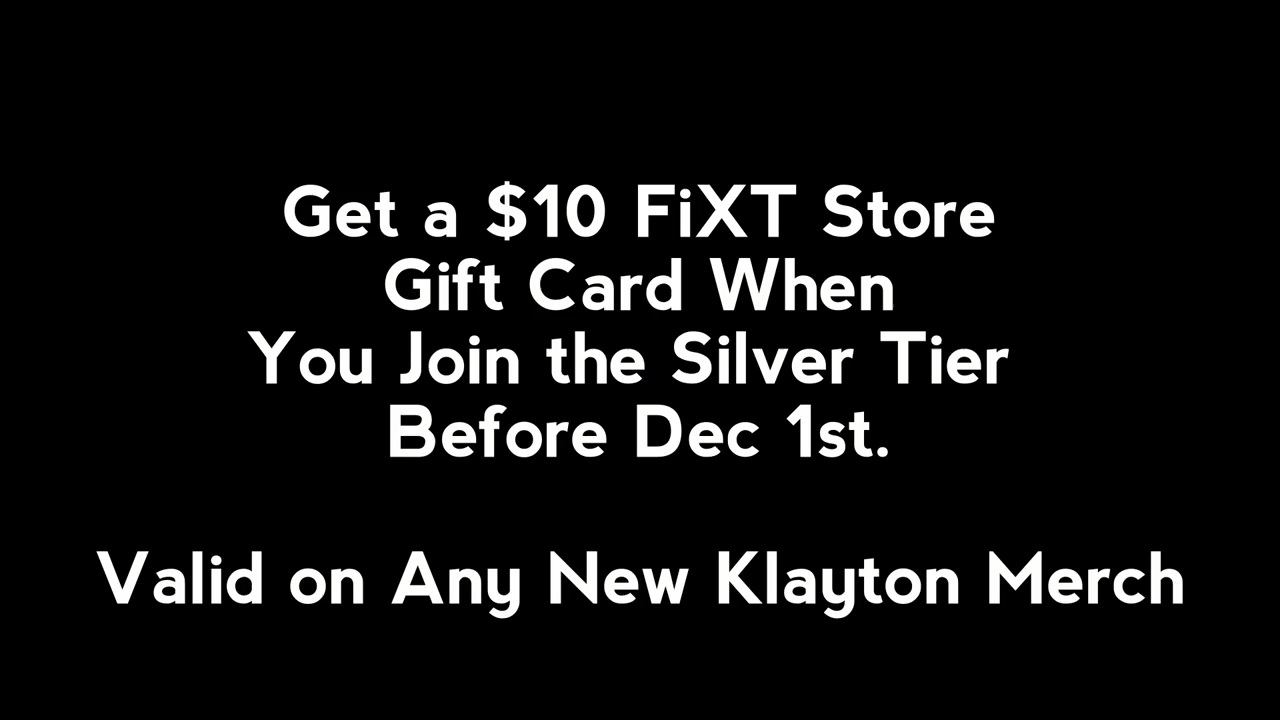 Get a $10 FiXT Store
Gift Card When
You Join the Silver Tier
Before Dec 1st.
Valid on Any New Klayton Merch